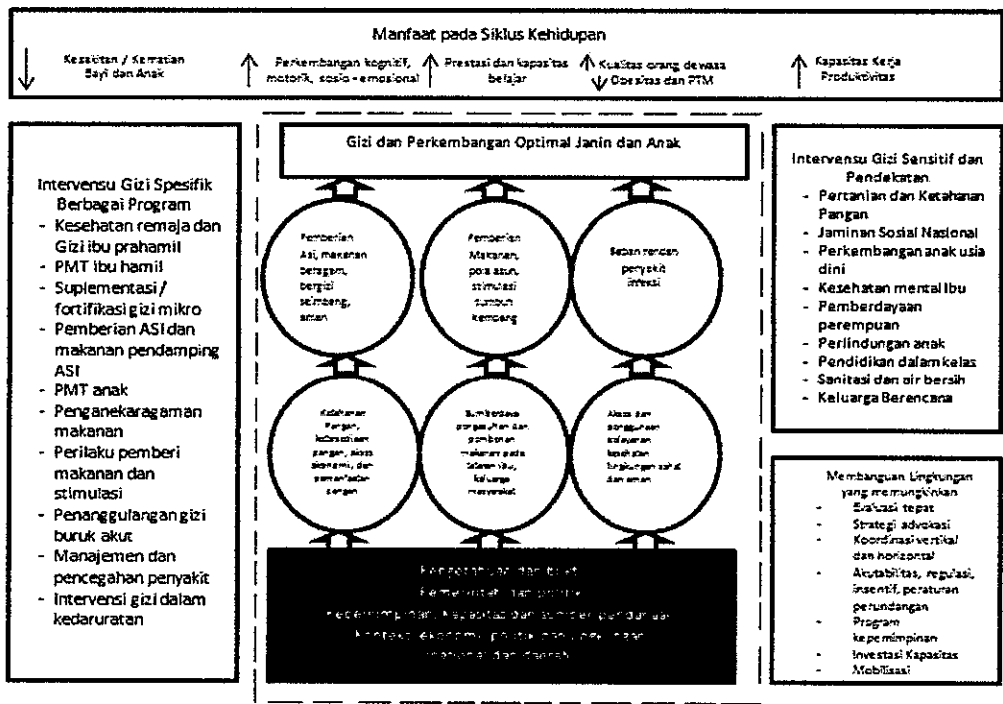 Manfaat pada Siklus Kehidupan
Kesakitan / Kematian
Bayi dan Anak
Perkembangan kognitif,
motorik, sosio - emosional
Prestasi dan kapasitas
belajar
Kualitas orang dewasa
Obesitas dan PTM
Kapasitas Kerja
Produktivitas
Intervensu Gizi Spesifik
Berbagai Program
- Kesehatan remaja dan
Gizi ibu prahamil
- PMT Ibu hamil
- Suplementasi /
fortifikasi gizi mikro
- Pemberian ASI dan
makanan pendamping
ASI
- PMT anak
- Penganekaragaman
makanan
- Perilaku pemberi
makanan dan
stimulasi
- Penanggulangan gizi
buruk akut
- Manajemen dan
pencegahan penyakit
- Intervensi gizi dalam
kedaruratan
Gizi dan Perkembangan Optimal Janin dan Anak
Pemberian
Asi, makanan
beragam,
bergizi
seimbang,
aman
Pemberian
Makanan,
pola asuh,
stimulasi
tumbuh
kembang
Beban rendah
penyakit
infeksi
Ketahanan
Pangan,
ketersediaan
pangan, akses
ekonomi, dan
pemanfaatan
pangan
Sumberdaya
pengasuhan dan
pemberian
makanan pada
ibu,
keluarga
masyarakat
Akses dan
penggunaan
kesehatan
lingkungan
dan aman
Pengetahuan dan bukti
Pemerintah dan politik
Kepemimpinan, kapasitas dan sumber pendanaan
Konteks ekonomi, politik dan lingkungan
nasional dan daerah
Intervensu Gizi Sensitif dan
Pendekatan
- Pertanian dan Ketahanan
Pangan
- Jaminan Sosial Nasional
- Perkembangan anak usia
dini
- Kesehatan mental Ibu
- Pemberdayaan
perempuan
- Perlindungan anak
- Pendidikan dalam kelas
- Sanitasi dan air bersih
- Keluarga Berencana
Membanguan Lingkungan
yang memungkinkan
- Evaluasi tepat
- Strategi advokasi
- Koordinasi vertikal
dan horizontal
- Akutabilitas, regulasi,
insentif, peraturan
perundangan
- Program
kepemimpinan
- Investasi Kapasitas
- Mobilisasi